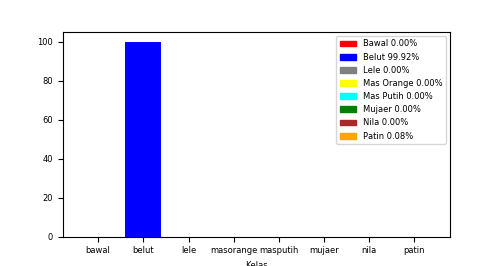 100
80
60
40
20
0
Bawal 0.00%
Belut 99.92%
Lele 0.00%
Mas Orange 0.00%
Mas Putih 0.00%
Mujaer 0.00%
Nila 0.00%
Patin 0.08%
bawal belut lele masorange masputih mujaer nila patin
Kelas